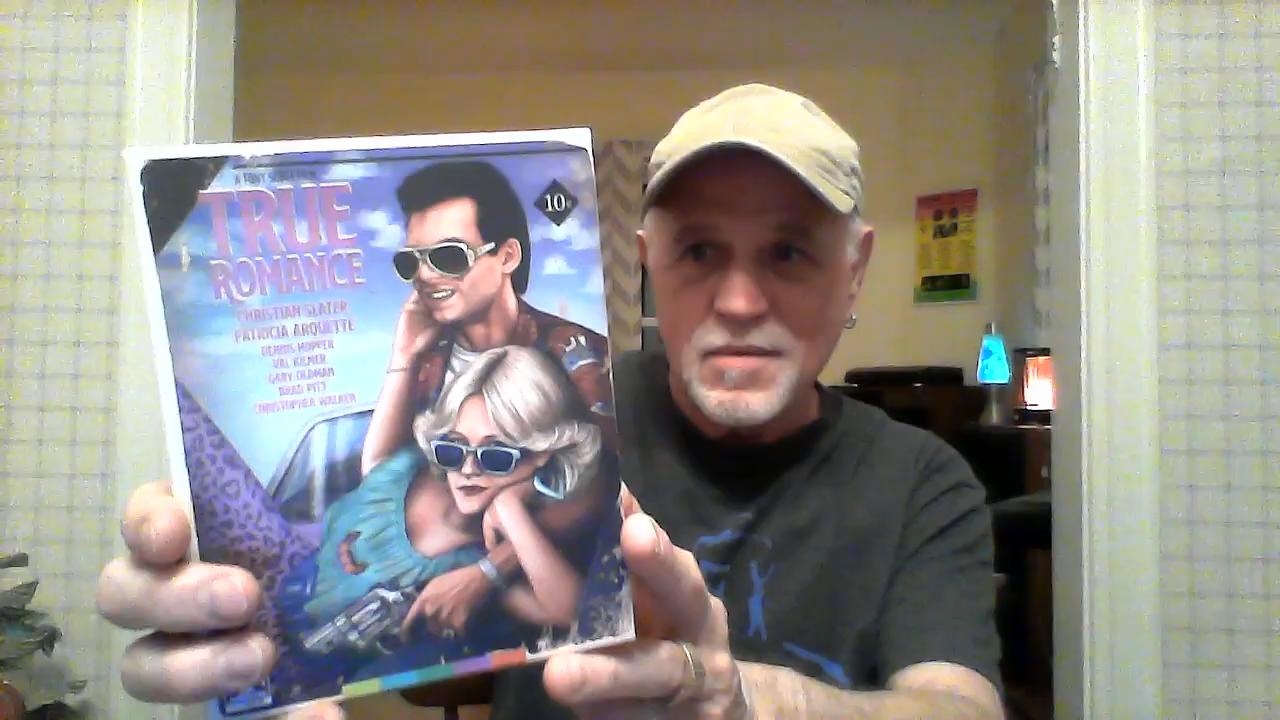 A TONY SCOTT FILM
TRUE
ROMANCE
CHRISTIAN SLATER
PATRICIA ARQUETTE
DENNIS HOPPER
VAL KILMER
GARY OLDMAN
BRAD PITT
CHRISTOPHER WALKEN
10